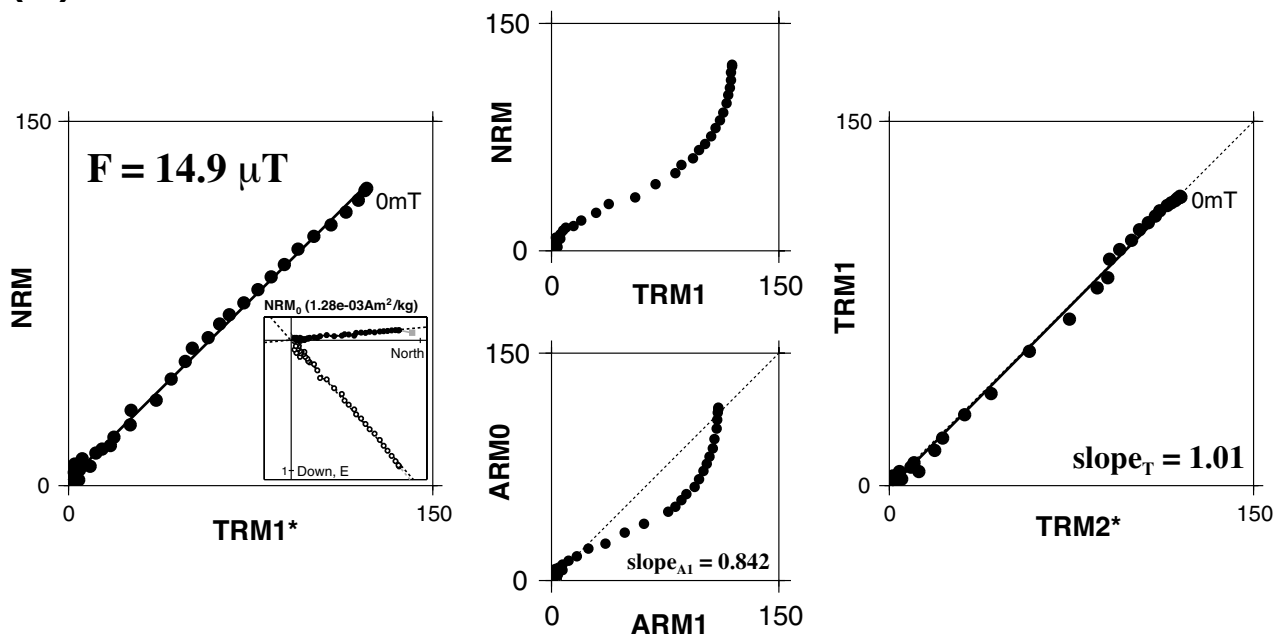 150
F = 14.9 μT
0mT
NRM
NRM₀ (1.28e-03Am²/kg)
North
1 Down, E
0
0
150
TRM1*
150
NRM
0
0
150
TRM1
150
ARM0
slope_A1 = 0.842
0
0
150
ARM1
150
0mT
TRM1
slope_T = 1.01
0
0
150
TRM2*